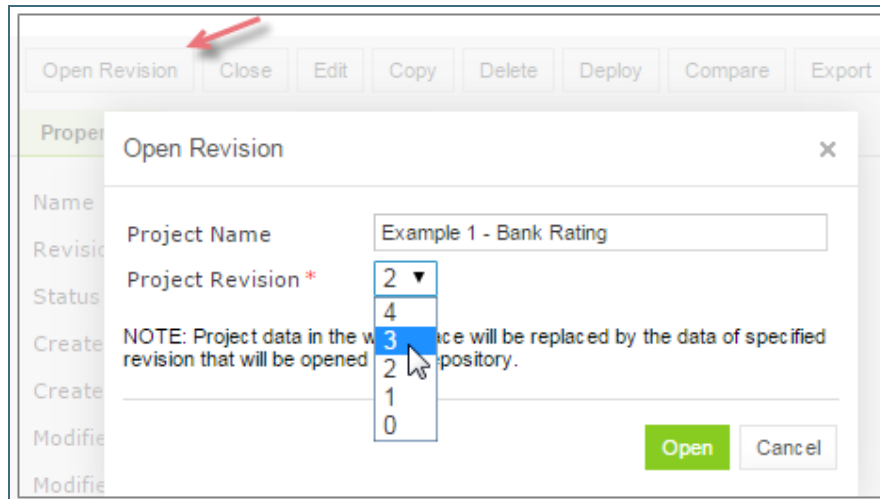 Open Revision Close Edit Copy Delete Deploy Compare Export
Proper
Open Revision ×
Name
Project Name Example 1 - Bank Rating
Revisio
Project Revision * 2 ▼
Status
4
NOTE: Project data in the w ace will be replaced by the data of specified
Create
3
revision that will be opened pository.
2
Create
1
0
Modifie
Open Cancel
Modifie